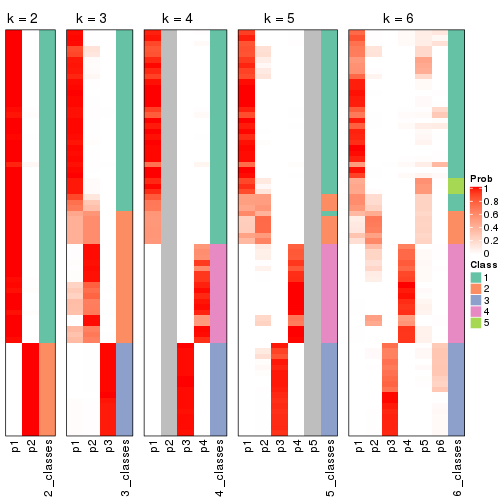 k = 2 k = 3 k = 4 k = 5 k = 6
Prob
1
0.8
0.6
0.4
0.2
0
Class
1
2
3
4
5
p1 p2 2_classes p1 p2 p3 3_classes p1 p2 p3 p4 4_classes p1 p2 p3 p4 p5 5_classes p1 p2 p3 p4 p5 p6 6_classes